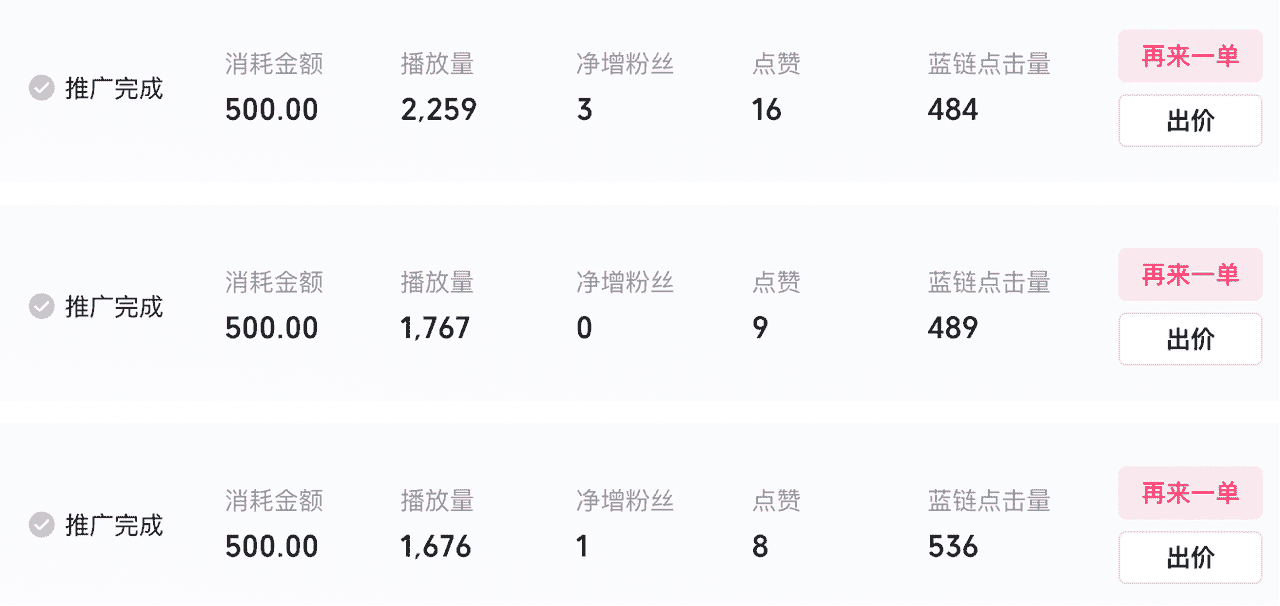 消耗金额 播放量 净增粉丝 点赞 蓝链点击量 再来一单
推广完成
500.00 2,259 3 16 484 出价
消耗金额 播放量 净增粉丝 点赞 蓝链点击量 再来一单
推广完成
500.00 1,767 0 9 489 出价
消耗金额 播放量 净增粉丝 点赞 蓝链点击量 再来一单
推广完成
500.00 1,676 1 8 536 出价